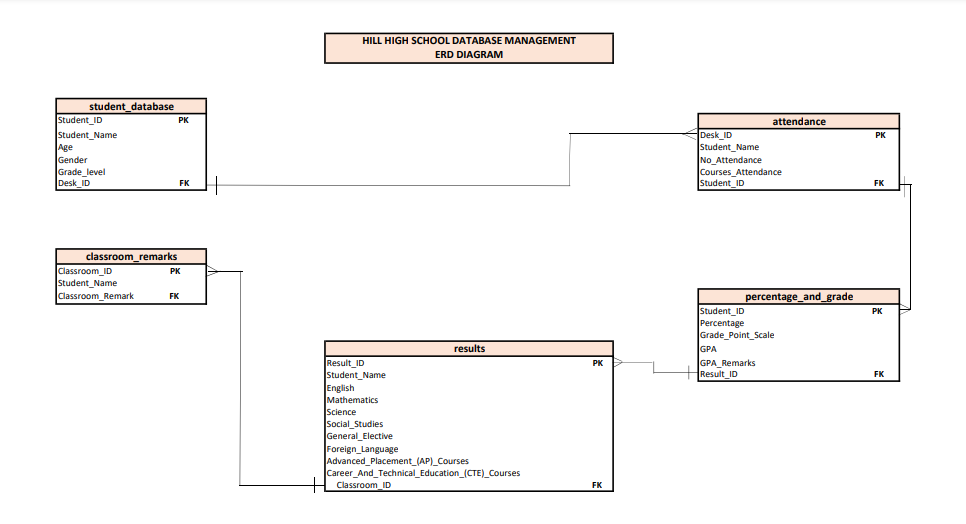 HILL HIGH SCHOOL DATABASE MANAGEMENT
ERD DIAGRAM
student_database
Student_ID PK
Student_Name
Age
Gender
Grade_level
Desk_ID FK
attendance
Desk_ID PK
Student_Name
No_Attendance
Courses_Attendance
Student_ID FK
classroom_remarks
Classroom_ID PK
Student_Name
Classroom_Remark FK
percentage_and_grade
Student_ID PK
Percentage
Grade_Point_Scale
GPA
GPA_Remarks
Result_ID FK
results
Result_ID PK
Student_Name
English
Mathematics
Science
Social_Studies
General_Elective
Foreign_Language
Advanced_Placement_(AP)_Courses
Career_And_Technical_Education_(CTE)_Courses
Classroom_ID FK